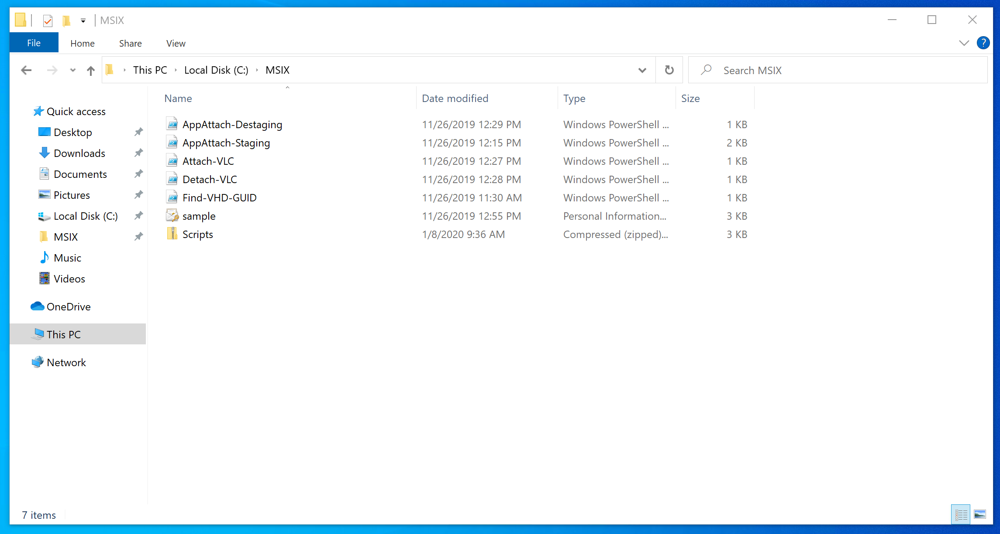 MSIX
File Home Share View ?
This PC Local Disk (C:) MSIX Search MSIX
Name Date modified Type Size
Quick access
Desktop
Downloads
Documents
Pictures
Local Disk (C:)
MSIX
Music
Videos
OneDrive
This PC
Network
AppAttach-Destaging 11/26/2019 12:29 PM Windows PowerShell ... 1 KB
AppAttach-Staging 11/26/2019 12:15 PM Windows PowerShell ... 2 KB
Attach-VLC 11/26/2019 12:27 PM Windows PowerShell ... 1 KB
Detach-VLC 11/26/2019 12:28 PM Windows PowerShell ... 1 KB
Find-VHD-GUID 11/26/2019 11:30 AM Windows PowerShell ... 1 KB
sample 11/26/2019 12:55 PM Personal Information... 3 KB
Scripts 1/8/2020 9:36 AM Compressed (zipped)... 3 KB
7 items